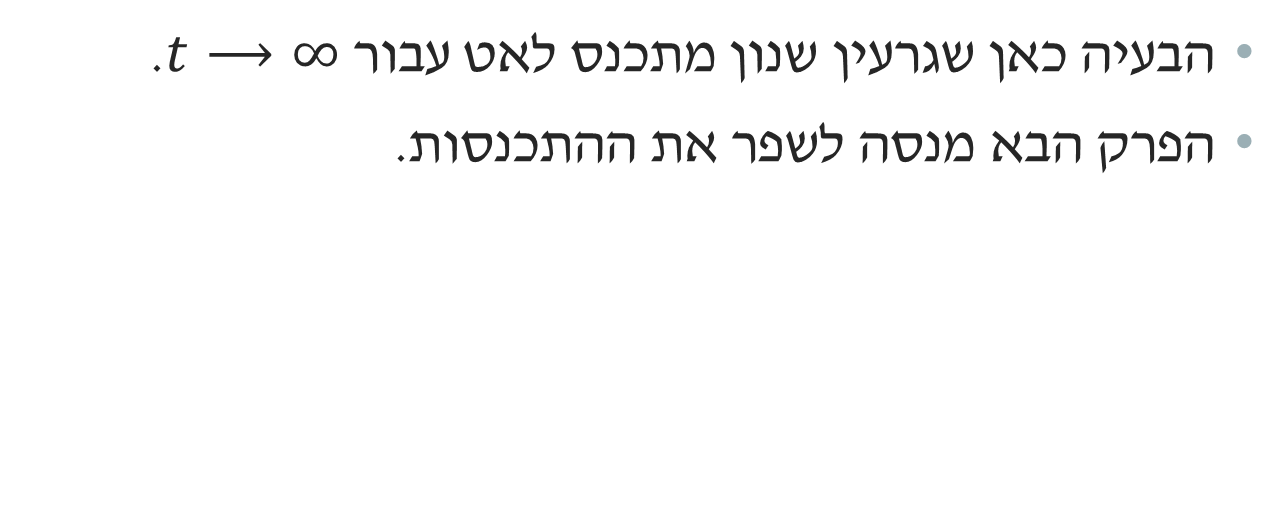 • הבעיה כאן שגרעין שנון מתכנס לאט עבור t ⟶ ∞.
• הפרק הבא מנסה לשפר את ההתכנסות.